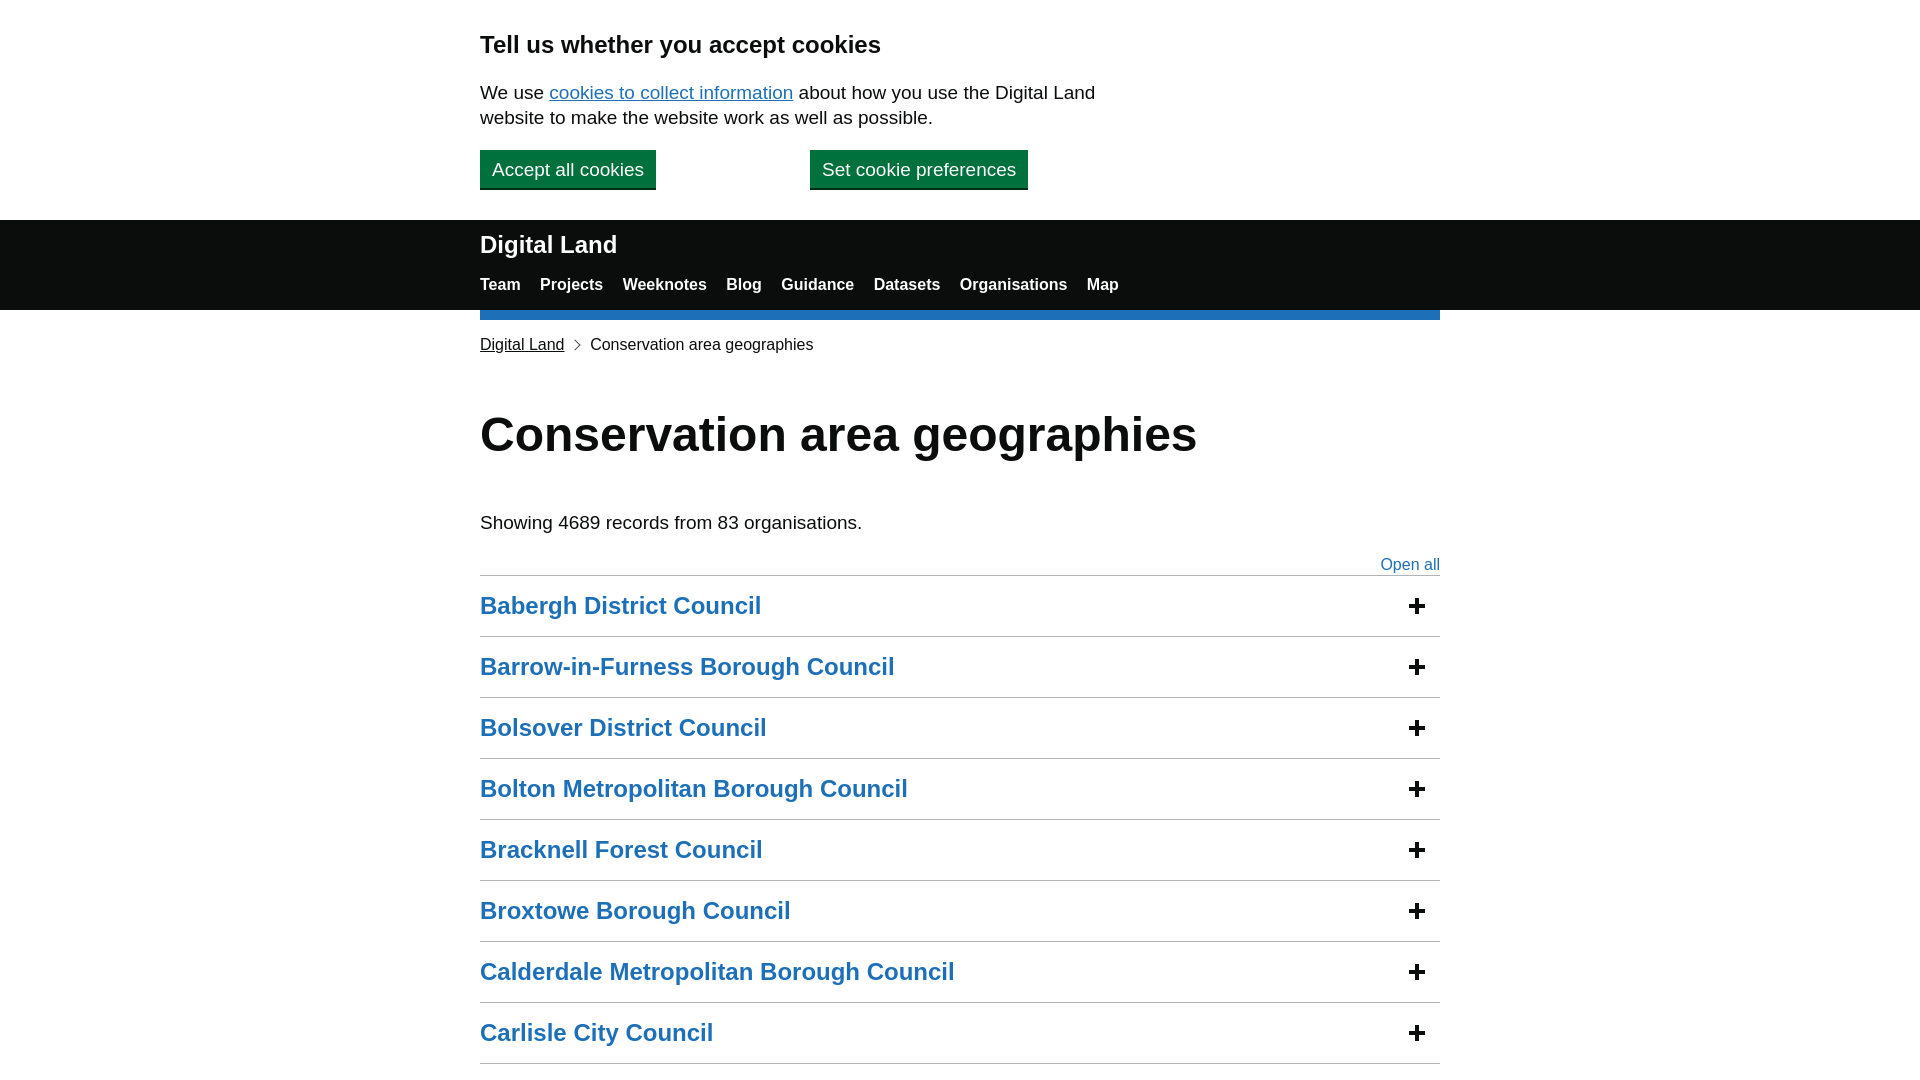 Tell us whether you accept cookies
We use cookies to collect information about how you use the Digital Land
website to make the website work as well as possible.
Accept all cookies
Set cookie preferences
Digital Land
Team Projects Weeknotes Blog Guidance Datasets Organisations Map
Digital Land
Conservation area geographies
Conservation area geographies
Showing 4689 records from 83 organisations.
Open all
Babergh District Council
Barrow-in-Furness Borough Council
Bolsover District Council
Bolton Metropolitan Borough Council
Bracknell Forest Council
Broxtowe Borough Council
Calderdale Metropolitan Borough Council
Carlisle City Council